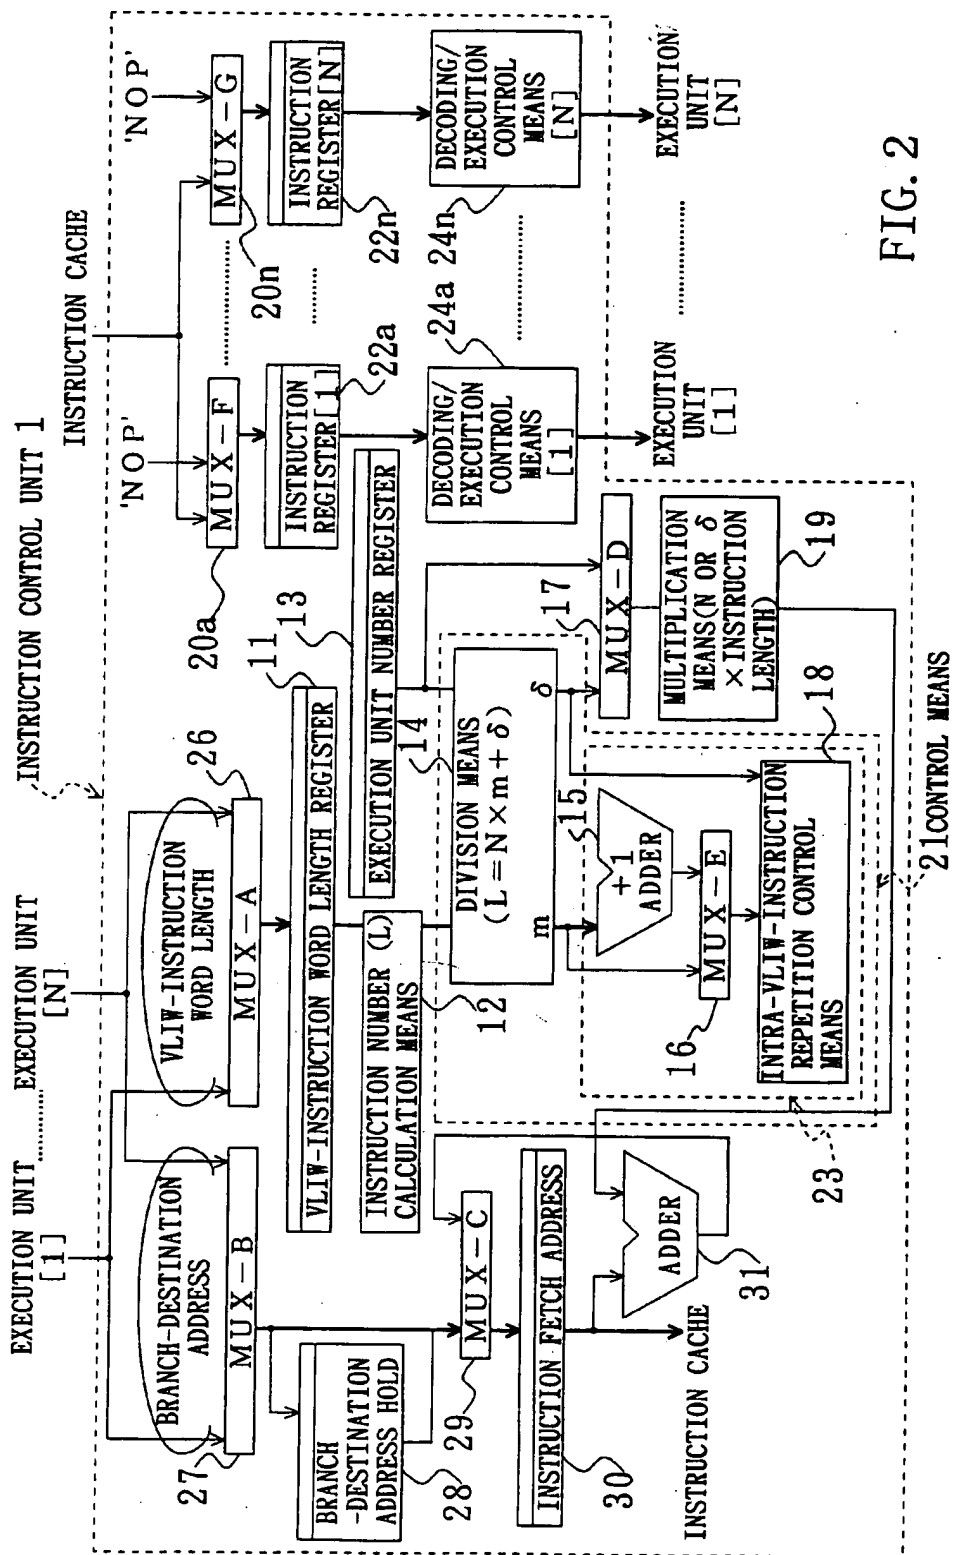 INSTRUCTION CONTROL UNIT 1
EXECUTION UNIT
[1]
EXECUTION UNIT
[N]
INSTRUCTION CACHE
BRANCH-DESTINATION
ADDRESS
27
MUX-B
VLIW-INSTRUCTION
WORD LENGTH
26
MUX-A
'NOP'
20a
MUX-F
'NOP'
MUX-G
20n
BRANCH
-DESTINATION
ADDRESS HOLD
28
VLIW-INSTRUCTION WORD LENGTH REGISTER
11
INSTRUCTION
REGISTER[1]
22a
INSTRUCTION
REGISTER[N]
22n
INSTRUCTION NUMBER (L)
CALCULATION MEANS
12
EXECUTION UNIT NUMBER REGISTER
13
DECODING/
EXECUTION
CONTROL
MEANS
[1]
24a
DECODING/
EXECUTION
CONTROL
MEANS
[N]
24n
MUX-C
29
DIVISION MEANS
(L=N×m+δ)
14
m
δ
INSTRUCTION FETCH ADDRESS
30
+1
ADDER
15
17
MUX-D
EXECUTION
UNIT
[1]
EXECUTION
UNIT
[N]
ADDER
31
INSTRUCTION CACHE
16
MUX-E
MULTIPLICATION
MEANS(N OR δ
×INSTRUCTION
LENGTH)
19
INTRA-VLIW-INSTRUCTION
REPETITION CONTROL
MEANS
18
23
21CONTROL MEANS
FIG. 2